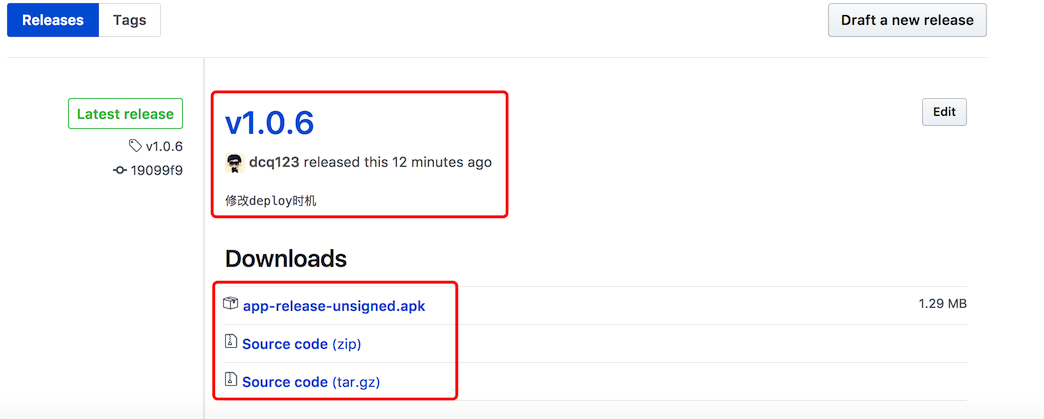 Releases Tags Draft a new release
Latest release
v1.0.6
19099f9
v1.0.6
dcq123 released this 12 minutes ago
修改deploy时机
Edit
Downloads
app-release-unsigned.apk 1.29 MB
Source code (zip)
Source code (tar.gz)